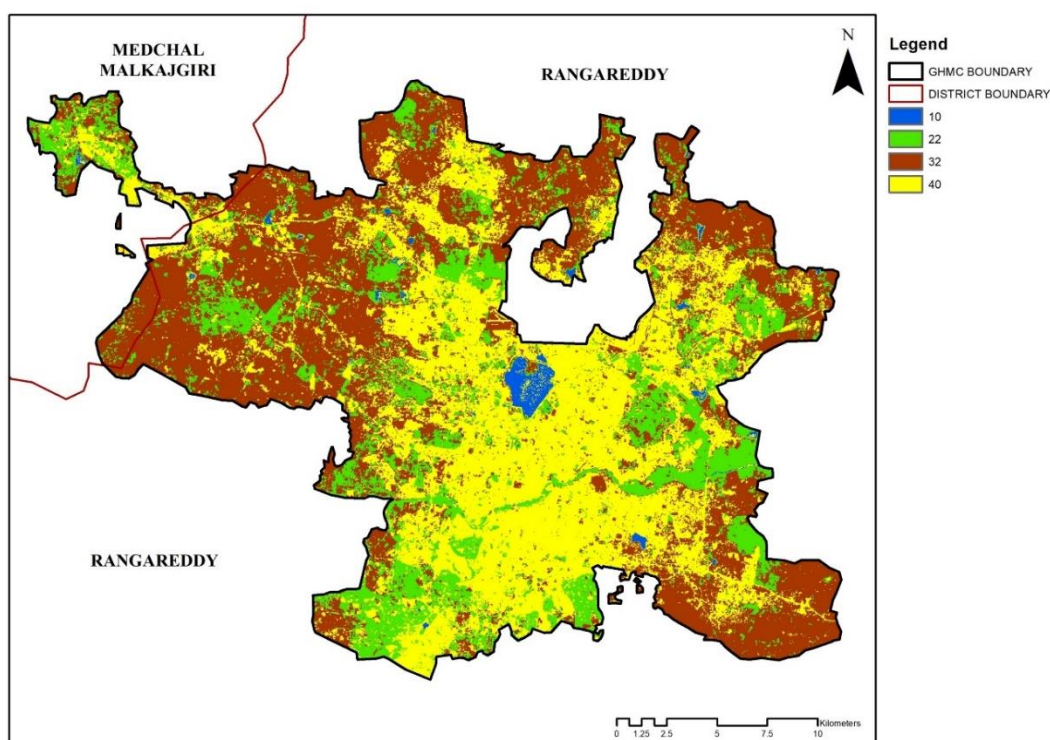 MEDCHAL
MALKAJGIRI
RANGAREDDY
N
RANGAREDDY
Legend
GHMC BOUNDARY
DISTRICT BOUNDARY
10
22
32
40
Kilometers
0 1.25 2.5 5 7.5 10